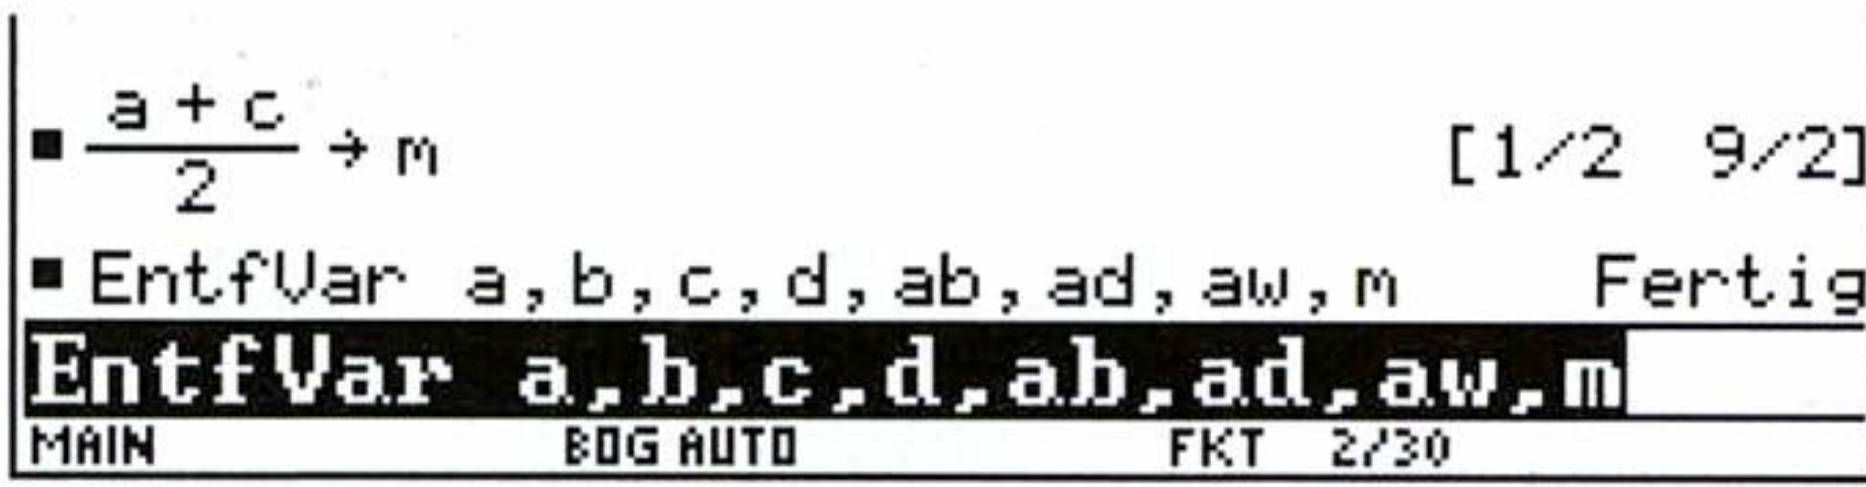 ■ (a + c)/2 → m [1/2 9/2]
■ EntfVar a,b,c,d,ab,ad,aw,m Fertig
EntfVar a,b,c,d,ab,ad,aw,m
MAIN BOG AUTO FKT 2/30